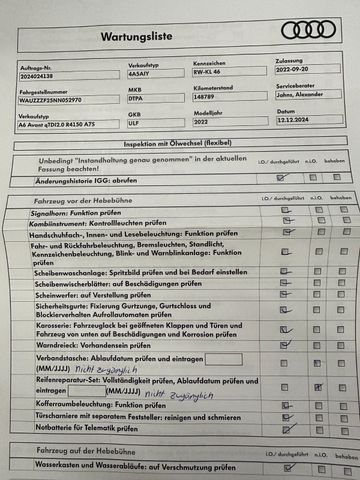 Wartungsliste
Auftrags-Nr. Verkaufstyp Kennzeichen Zulassung
2024024138 4A5AIY RW-KL 46 2022-09-20
Fahrgestellnummer MKB Kilometerstand Serviceberater
WAUZZZF25NN052970 DTPA 148789 Jahns, Alexander
Verkaufstyp GKB Modelljahr Datum
A6 Avant qTDI2.0 R4150 A7S ULF 2022 12.12.2024
Inspektion mit Ölwechsel (flexibel)
Unbedingt "Instandhaltung genau genommen" in der aktuellen i.O./ durchgeführt n.i.O. behoben
Fassung beachten!
Änderungshistorie IGG: abrufen
Fahrzeug vor der Hebebühne i.O./ durchgeführt n.i.O. behoben
Signalhorn: Funktion prüfen
Kombiinstrument: Kontrollleuchten prüfen
Handschuhfach-, Innen- und Lesebeleuchtung: Funktion prüfen
Fahr- und Rückfahrbeleuchtung, Bremsleuchten, Standlicht,
Kennzeichenbeleuchtung, Blink- und Warnblinkanlage: Funktion
prüfen
Scheibenwaschanlage: Spritzbild prüfen und bei Bedarf einstellen
Scheibenwischerblätter: auf Beschädigungen prüfen
Scheinwerfer: auf Verstellung prüfen
Sicherheitsgurte: Fixierung Gurtzunge, Gurtschloss und
Blockierverhalten Aufrollautomat prüfen
Karosserie: Fahrzeuglack bei geöffneten Klappen und Türen und
Fahrzeug von unten auf Beschädigungen und Korrosion prüfen
Warndreieck: Vorhandensein prüfen
Verbandstasche: Ablaufdatum prüfen und eintragen
(MM/JJJJ) nicht zugänglich
Reifenreparatur-Set: Vollständigkeit prüfen, Ablaufdatum prüfen und
eintragen (MM/JJJJ) nicht zugänglich
Kofferraumbeleuchtung: Funktion prüfen
Türscharniere mit separatem Feststeller: reinigen und schmieren
Notbatterie für Telematik prüfen
Fahrzeug auf der Hebebühne i.O./ durchgeführt n.i.O. behoben
Wasserkasten und Wasserabläufe: auf Verschmutzung prüfen